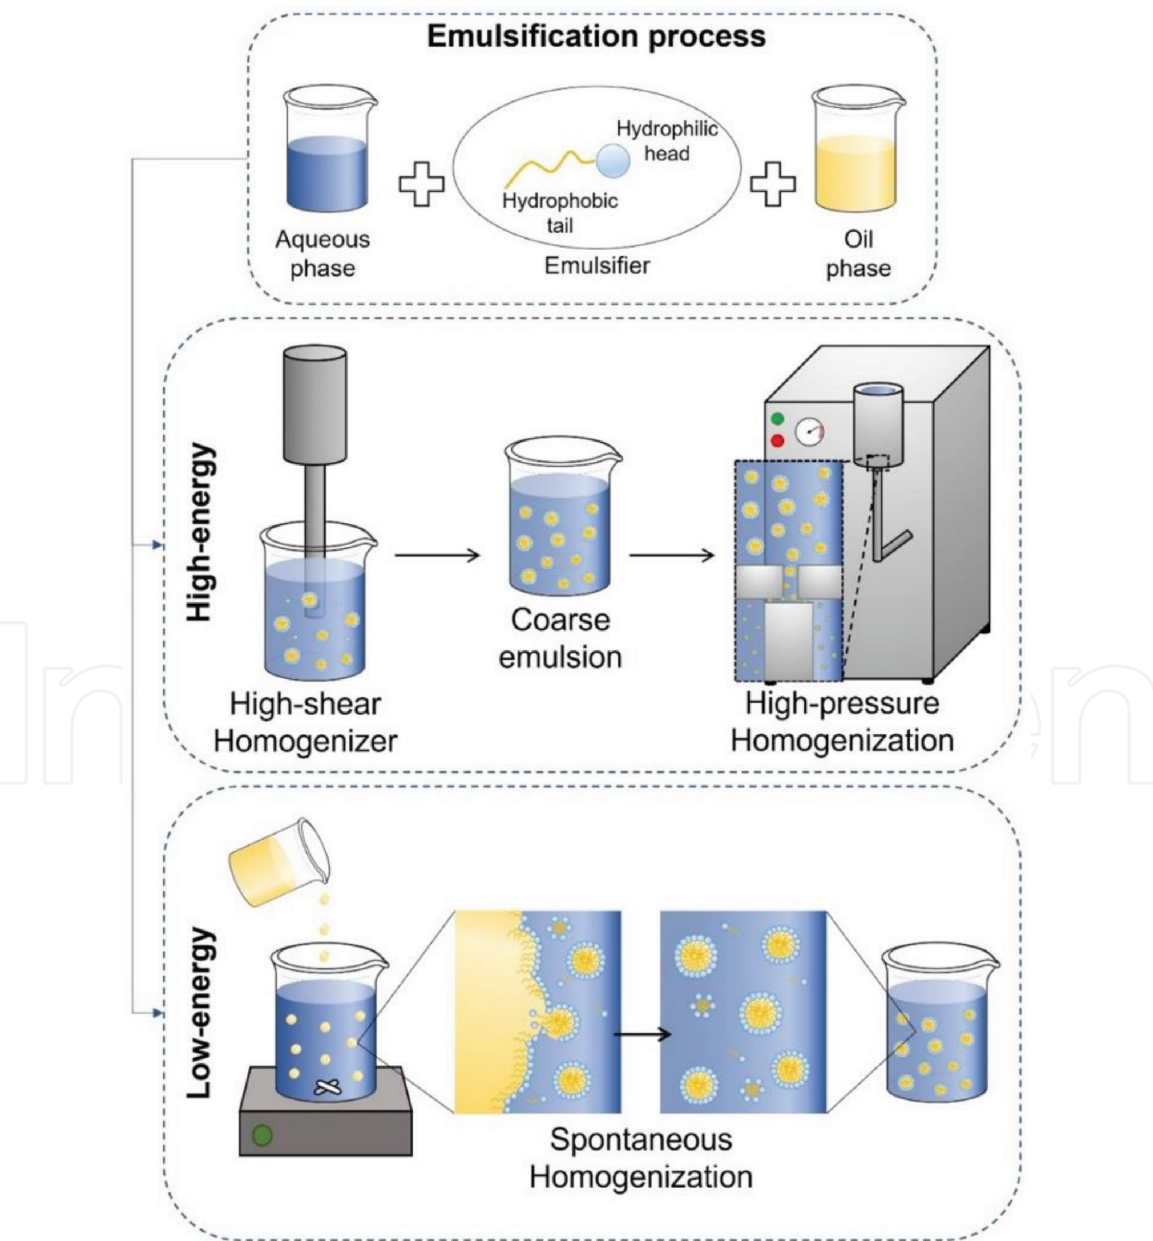 Emulsification process
Hydrophilic
head
Hydrophobic
tail
Aqueous
phase
Emulsifier
Oil
phase
High-energy
Coarse
emulsion
High-shear
Homogenizer
High-pressure
Homogenization
Low-energy
Spontaneous
Homogenization